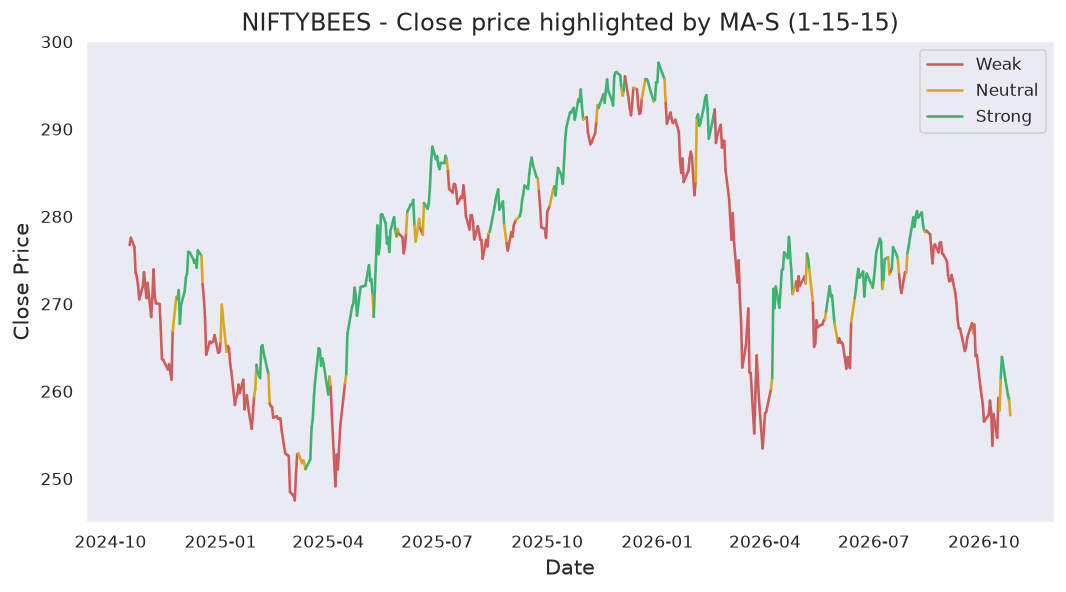 NIFTYBEES - Close price highlighted by MA-S (1-15-15)
300
290
280
270
260
250
Close Price
Weak
Neutral
Strong
2024-10
2025-01
2025-04
2025-07
2025-10
2026-01
2026-04
2026-07
2026-10
Date